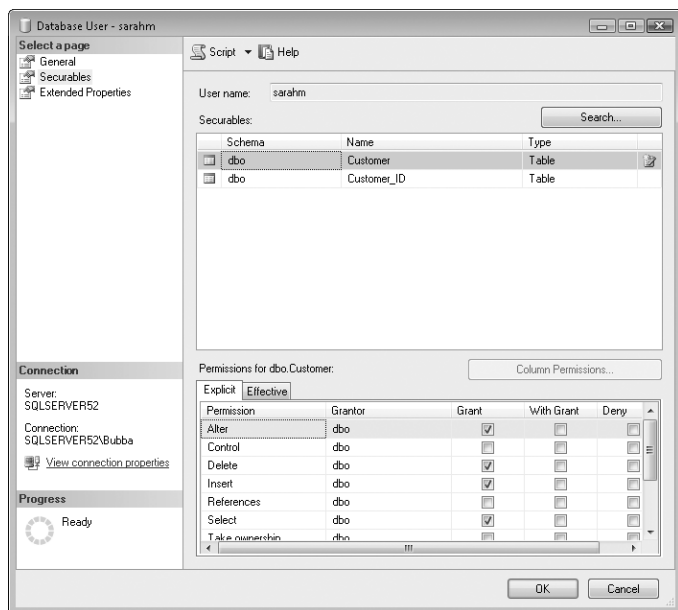 Database User - sarahm
Select a page
General
Securables
Extended Properties
Script
Help
User name: sarahm
Securables:
Search...
Schema Name Type
dbo Customer Table
dbo Customer_ID Table
Connection
Server:
SQLSERVER52
Connection:
SQLSERVER52\Bubba
View connection properties
Progress
Ready
Permissions for dbo.Customer:
Column Permissions...
Explicit Effective
Permission Grantor Grant With Grant Deny
Alter dbo
Control dbo
Delete dbo
Insert dbo
References dbo
Select dbo
Take ownership dbo
OK Cancel